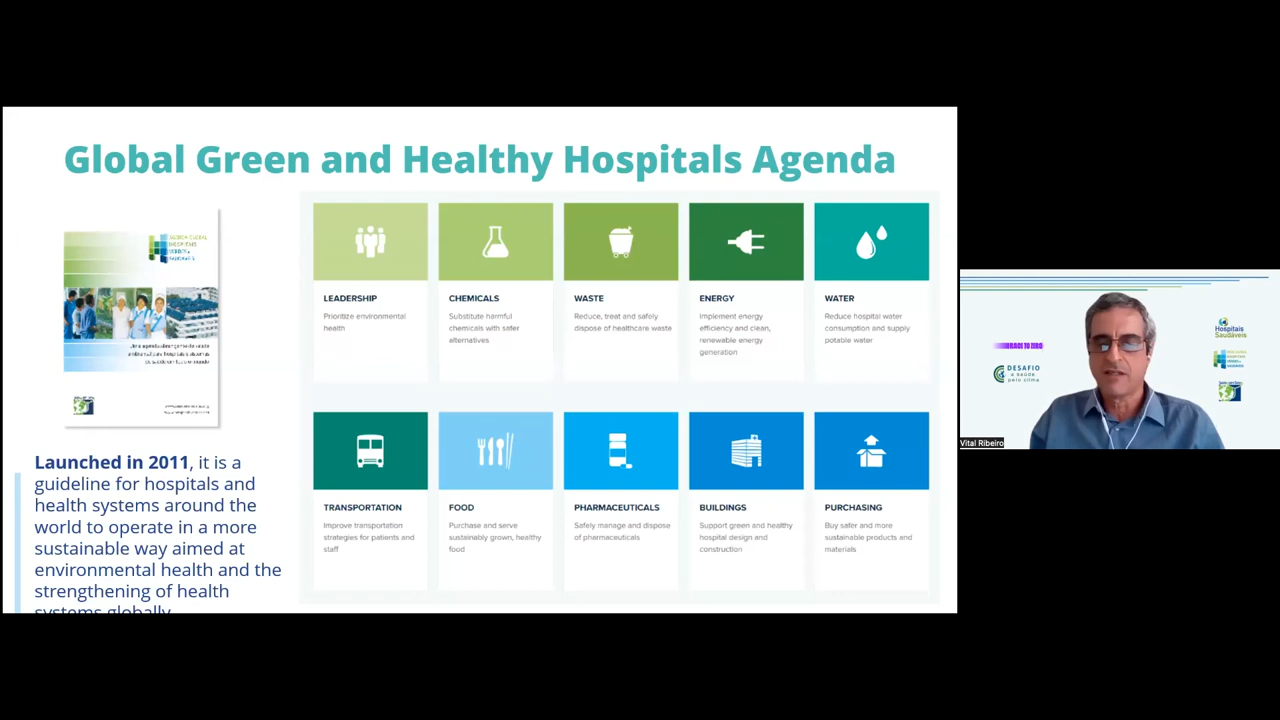 Global Green and Healthy Hospitals Agenda
LEADERSHIP
Prioritize environmental
health
CHEMICALS
Substitute harmful
chemicals with safer
alternatives
WASTE
Reduce, treat and safely
dispose of healthcare waste
ENERGY
Implement energy
efficiency and clean,
renewable energy
generation
WATER
Reduce hospital water
consumption and supply
potable water
TRANSPORTATION
Improve transportation
strategies for patients and
staff
FOOD
Purchase and serve
sustainably grown, healthy
food
PHARMACEUTICALS
Safely manage and dispose
of pharmaceuticals
BUILDINGS
Support green and healthy
hospital design and
construction
PURCHASING
Buy safer and more
sustainable products and
materials
Launched in 2011, it is a
guideline for hospitals and
health systems around the
world to operate in a more
sustainable way aimed at
environmental health and the
strengthening of health
systems globally
RACE TO ZERO
DESAFIO
a saúde
pelo clima
Hospitais
Saudáveis
Vital Ribeiro